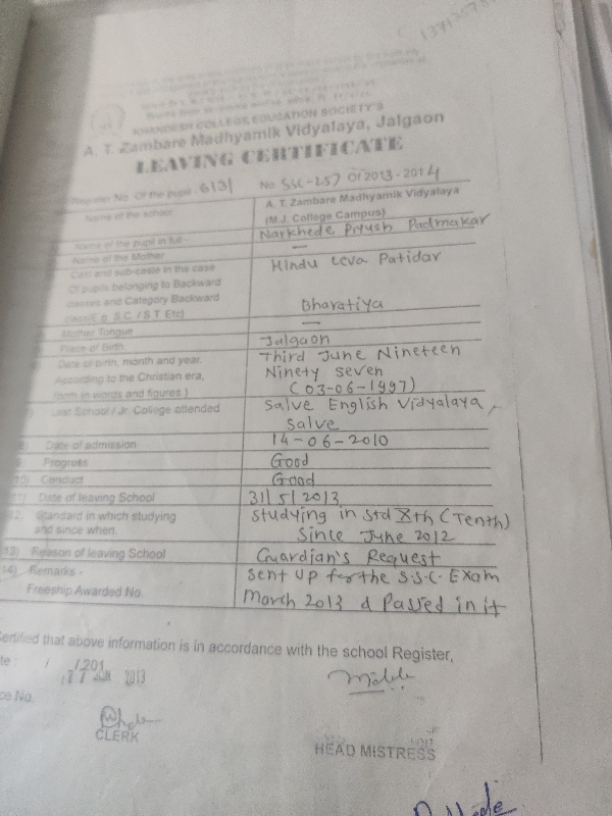 KHANDESH COLLEGE EDUCATION SOCIETY'S
A. T. Zambare Madhyamik Vidyalaya, Jalgaon
LEAVING CERTIFICATE
Register No. Of the pupil 6131 No. SSC-257 Of 2013-2014
Name of the school A. T. Zambare Madhyamik Vidyalaya
(M.J. College Campus)
Name of the pupil in full- Narkhede Piyush Padmakar
Name of the Mother —
Cast and sub-caste in the case Hindu Leva Patidar
Of pupils belonging to Backward
classes and Category Backward Bharatiya
S.C. / S.T. Etc)
Mother Tongue —
Place of Birth Jalgaon
Date of birth, month and year. Third June Nineteen
According to the Christian era, Ninety seven
(both in words and figures) (03-06-1997)
Last School / Jr. College attended Salve English Vidyalaya,
Salve
Date of admission 14-06-2010
Progress Good
10) Conduct Good
11) Date of leaving School 31/5/2013
12) Standard in which studying Studying in Std Xth (Tenth)
and since when. Since June 2012
13) Reason of leaving School Guardian's Request
14) Remarks - Sent up for the S.S.C. Exam
Freeship Awarded No. March 2013 & Passed in it
Certified that above information is in accordance with the school Register,
/ /201
2013
CLERK
HEAD MISTRESS